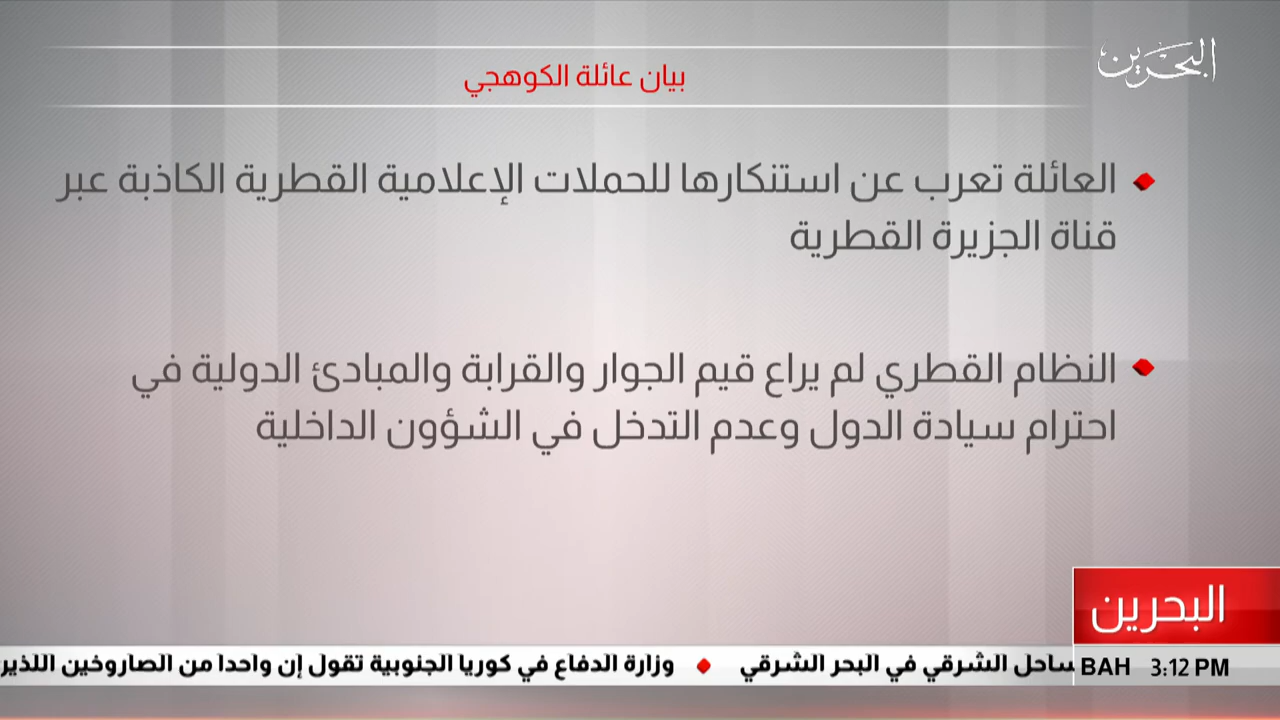 البحرين
بيان عائلة الكوهجي
العائلة تعرب عن استنكارها للحملات الإعلامية القطرية الكاذبة عبر
قناة الجزيرة القطرية
النظام القطري لم يراع قيم الجوار والقرابة والمبادئ الدولية في
احترام سيادة الدول وعدم التدخل في الشؤون الداخلية
البحرين
BAH 3:12 PM
ساحل الشرقي في البحر الشرقي ♦ وزارة الدفاع في كوريا الجنوبية تقول إن واحدا من الصاروخين اللذير